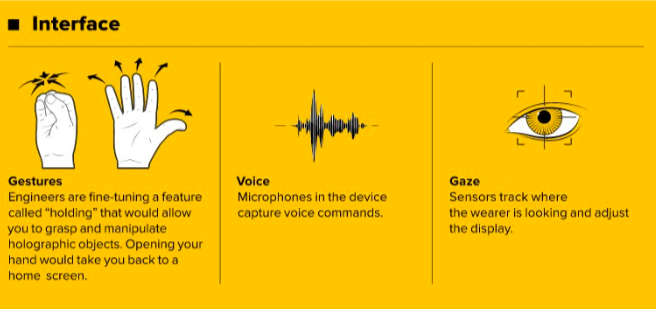 Interface
Gestures
Engineers are fine-tuning a feature
called “holding” that would allow
you to grasp and manipulate
holographic objects. Opening your
hand would take you back to a
home screen.
Voice
Microphones in the device
capture voice commands.
Gaze
Sensors track where
the wearer is looking and adjust
the display.